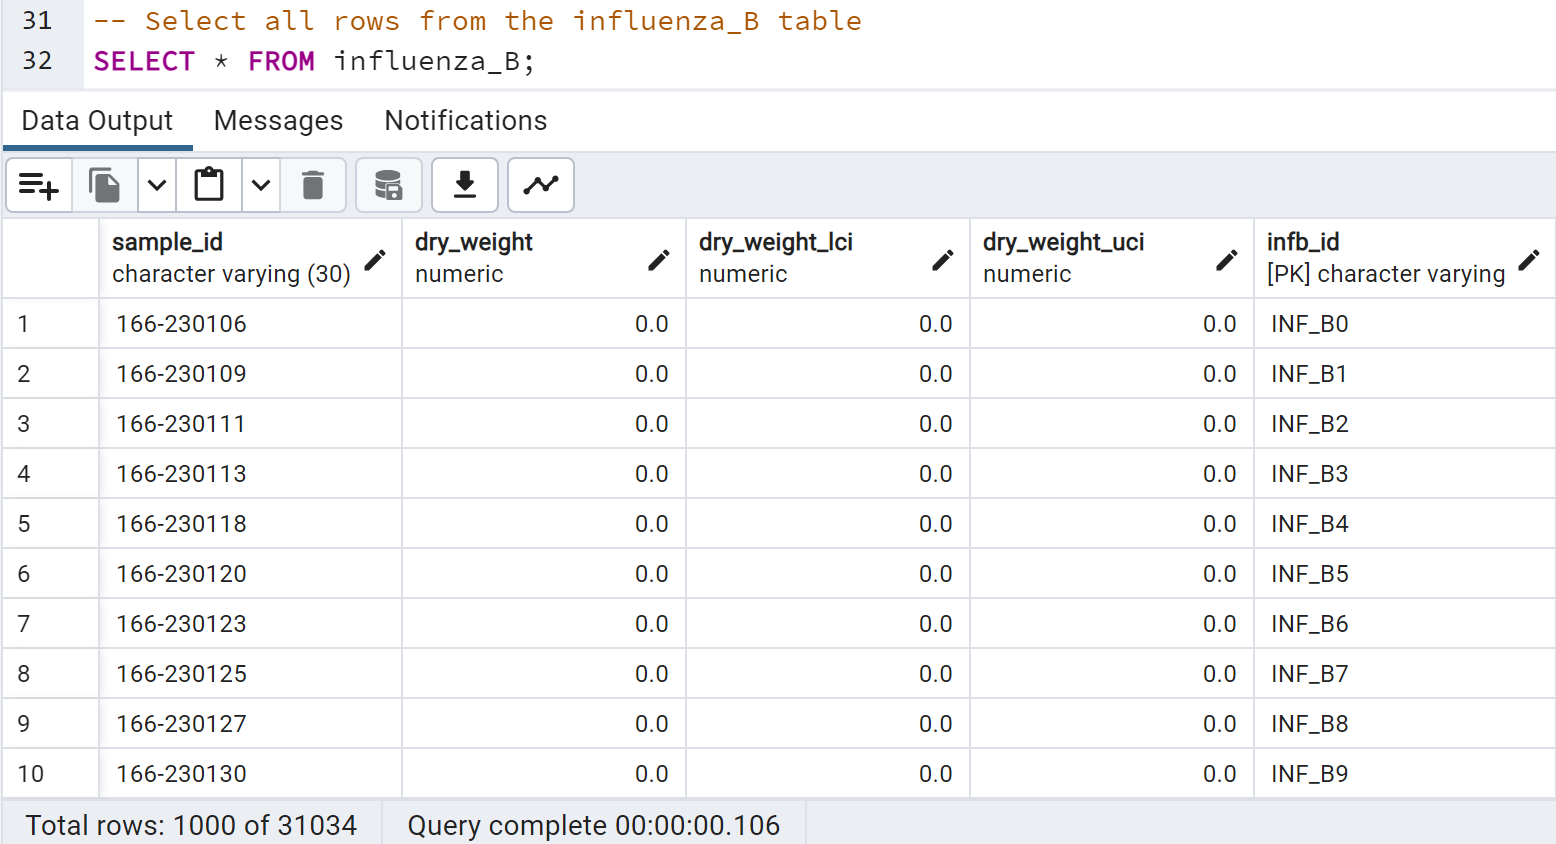 31 -- Select all rows from the influenza_B table
32 SELECT * FROM influenza_B;
Data Output Messages Notifications
sample_id dry_weight dry_weight_lci dry_weight_uci infb_id
character varying (30) numeric numeric numeric [PK] character varying
1 166-230106 0.0 0.0 0.0 INF_B0
2 166-230109 0.0 0.0 0.0 INF_B1
3 166-230111 0.0 0.0 0.0 INF_B2
4 166-230113 0.0 0.0 0.0 INF_B3
5 166-230118 0.0 0.0 0.0 INF_B4
6 166-230120 0.0 0.0 0.0 INF_B5
7 166-230123 0.0 0.0 0.0 INF_B6
8 166-230125 0.0 0.0 0.0 INF_B7
9 166-230127 0.0 0.0 0.0 INF_B8
10 166-230130 0.0 0.0 0.0 INF_B9
Total rows: 1000 of 31034 Query complete 00:00:00.106